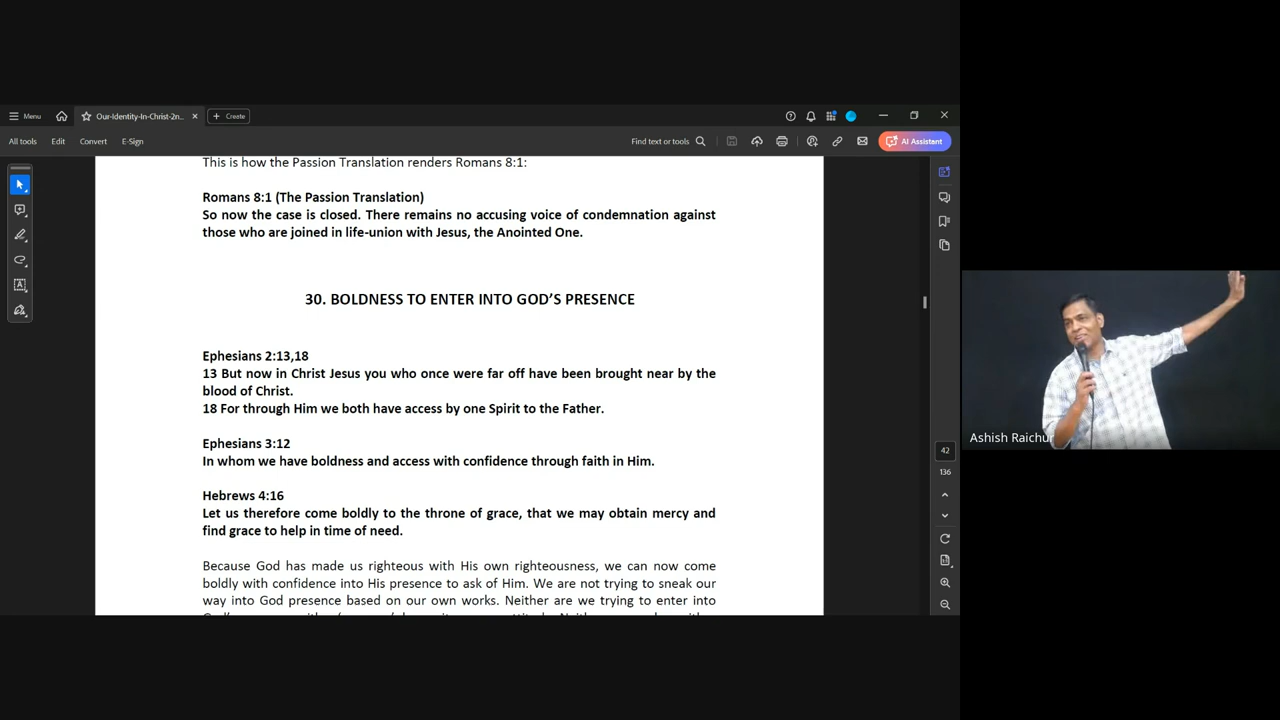 Menu
Our-Identity-In-Christ-2n...
Create
All tools
Edit
Convert
E-Sign
Find text or tools
AI Assistant
This is how the Passion Translation renders Romans 8:1:
Romans 8:1 (The Passion Translation)
So now the case is closed. There remains no accusing voice of condemnation against
those who are joined in life-union with Jesus, the Anointed One.
30. BOLDNESS TO ENTER INTO GOD’S PRESENCE
Ephesians 2:13,18
13 But now in Christ Jesus you who once were far off have been brought near by the
blood of Christ.
18 For through Him we both have access by one Spirit to the Father.
Ephesians 3:12
In whom we have boldness and access with confidence through faith in Him.
Hebrews 4:16
Let us therefore come boldly to the throne of grace, that we may obtain mercy and
find grace to help in time of need.
Because God has made us righteous with His own righteousness, we can now come
boldly with confidence into His presence to ask of Him. We are not trying to sneak our
way into God presence based on our own works. Neither are we trying to enter into
42
136
Ashish Raichu